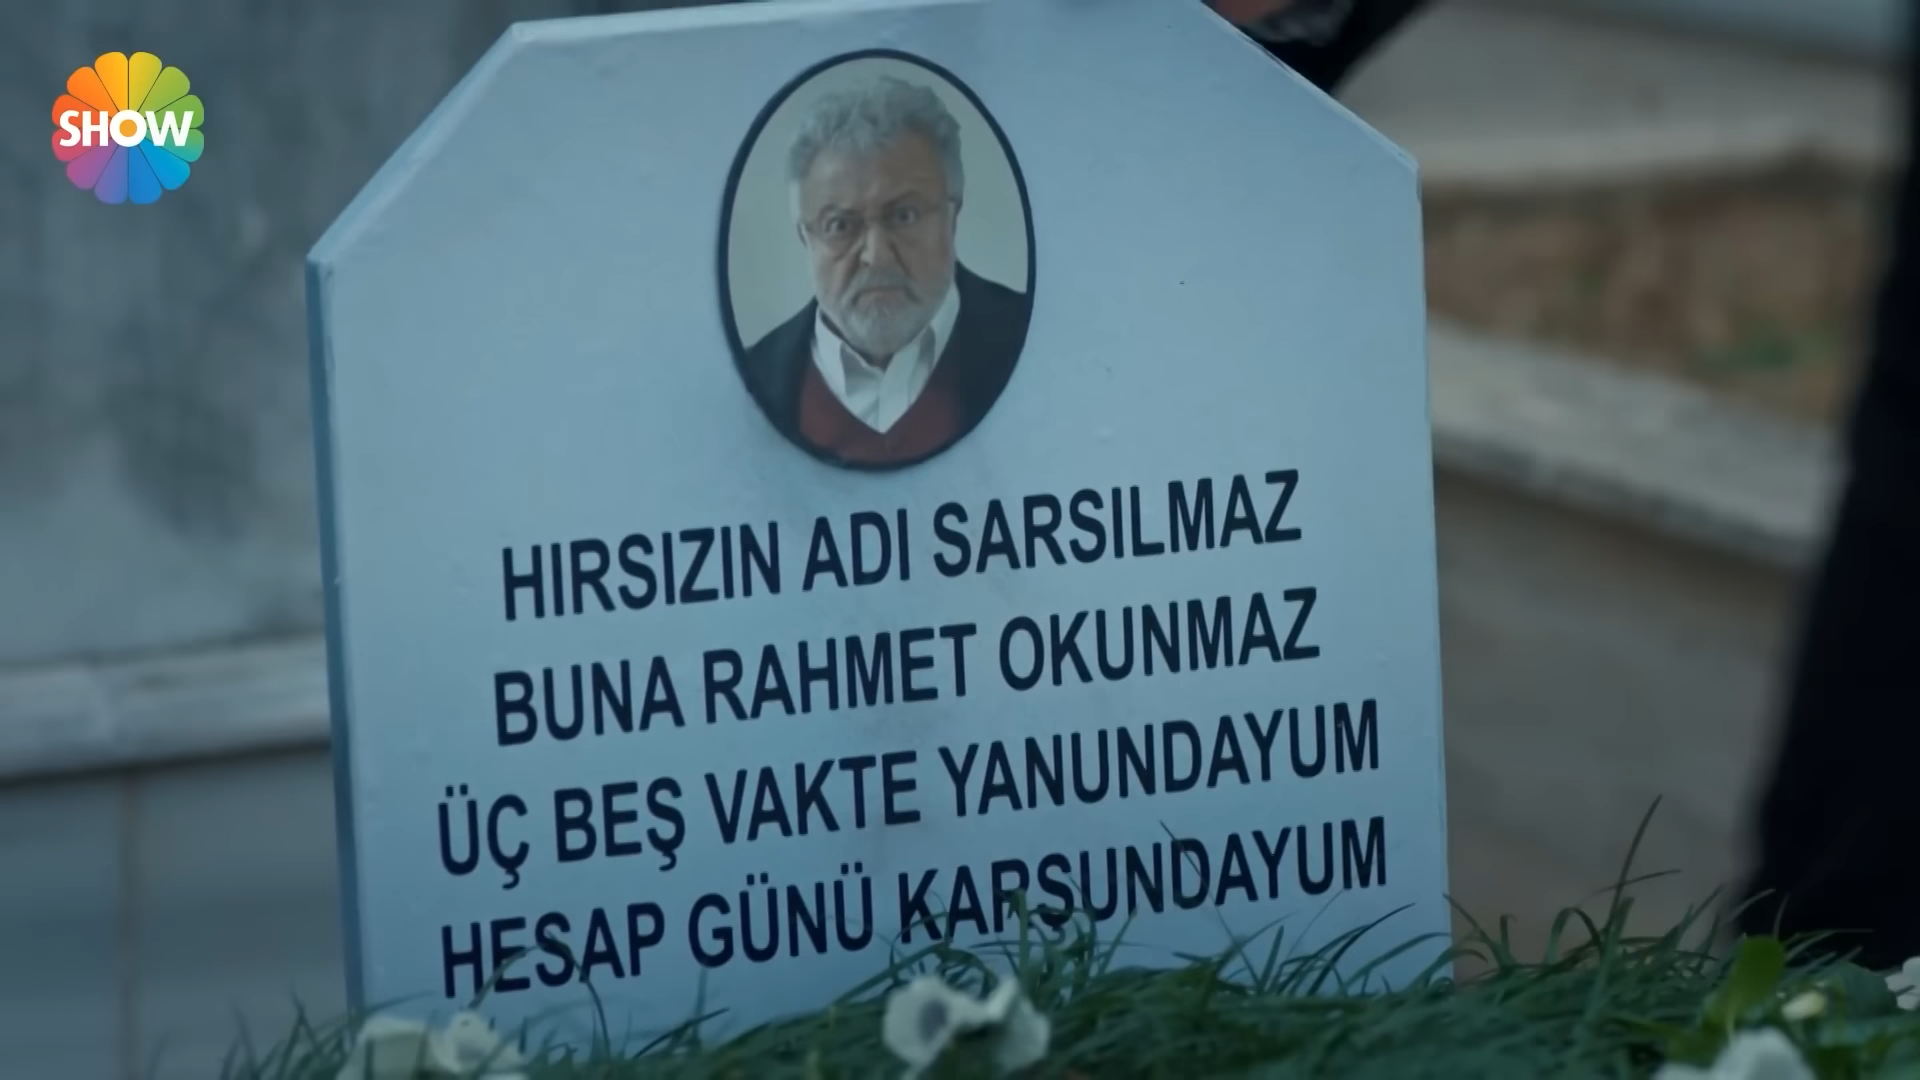 SHOW
HIRSIZIN ADI SARSILMAZ
BUNA RAHMET OKUNMAZ
ÜÇ BEŞ VAKTE YANUNDAYUM
HESAP GÜNÜ KARŞUNDAYUM